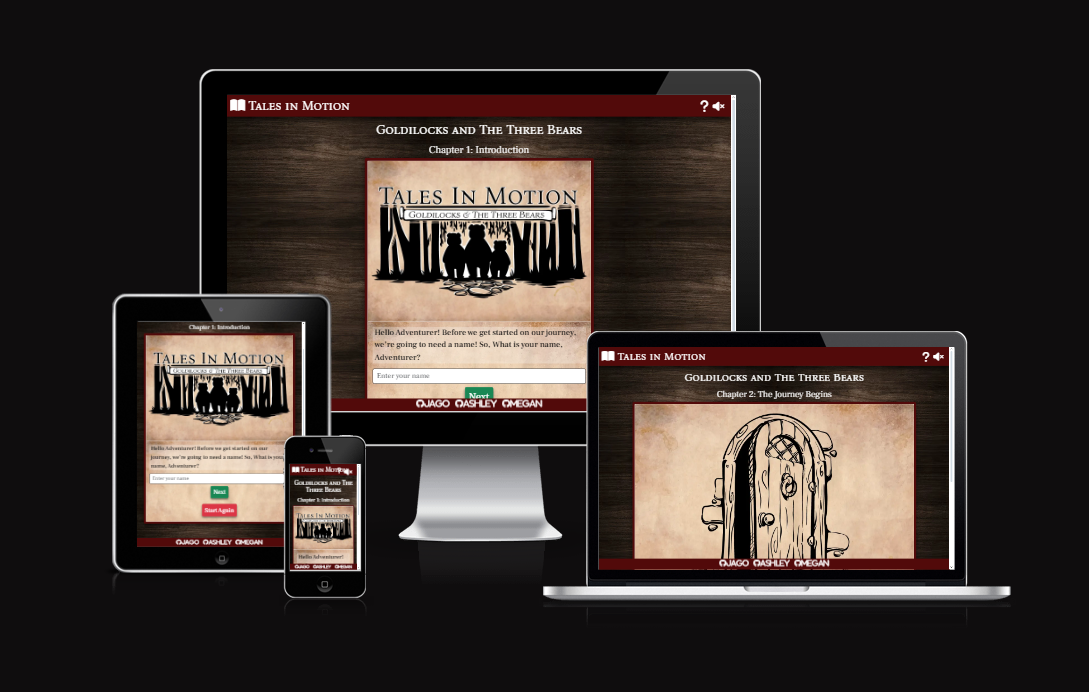 TALES IN MOTION
GOLDILOCKS AND THE THREE BEARS
Chapter 1: Introduction
TALES IN MOTION
GOLDILOCKS & THE THREE BEARS
Hello Adventurer! Before we get started on our journey,
we're going to need a name! So, What is your name,
Adventurer?
Enter your name
Next
JAGO ASHLEY MEGAN
Chapter 1: Introduction
TALES IN MOTION
GOLDILOCKS & THE THREE BEARS
Hello Adventurer! Before we get started on our
journey, we're going to need a name! So, What is your
name, Adventurer?
Enter your name
Next
Start Again
JAGO ASHLEY MEGAN
TALES IN MOTION
GOLDILOCKS AND THE
THREE BEARS
Chapter 1: Introduction
TALES IN MOTION
Hello Adventurer!
JAGO ASHLEY MEGAN
TALES IN MOTION
GOLDILOCKS AND THE THREE BEARS
Chapter 2: The Journey Begins
JAGO ASHLEY MEGAN